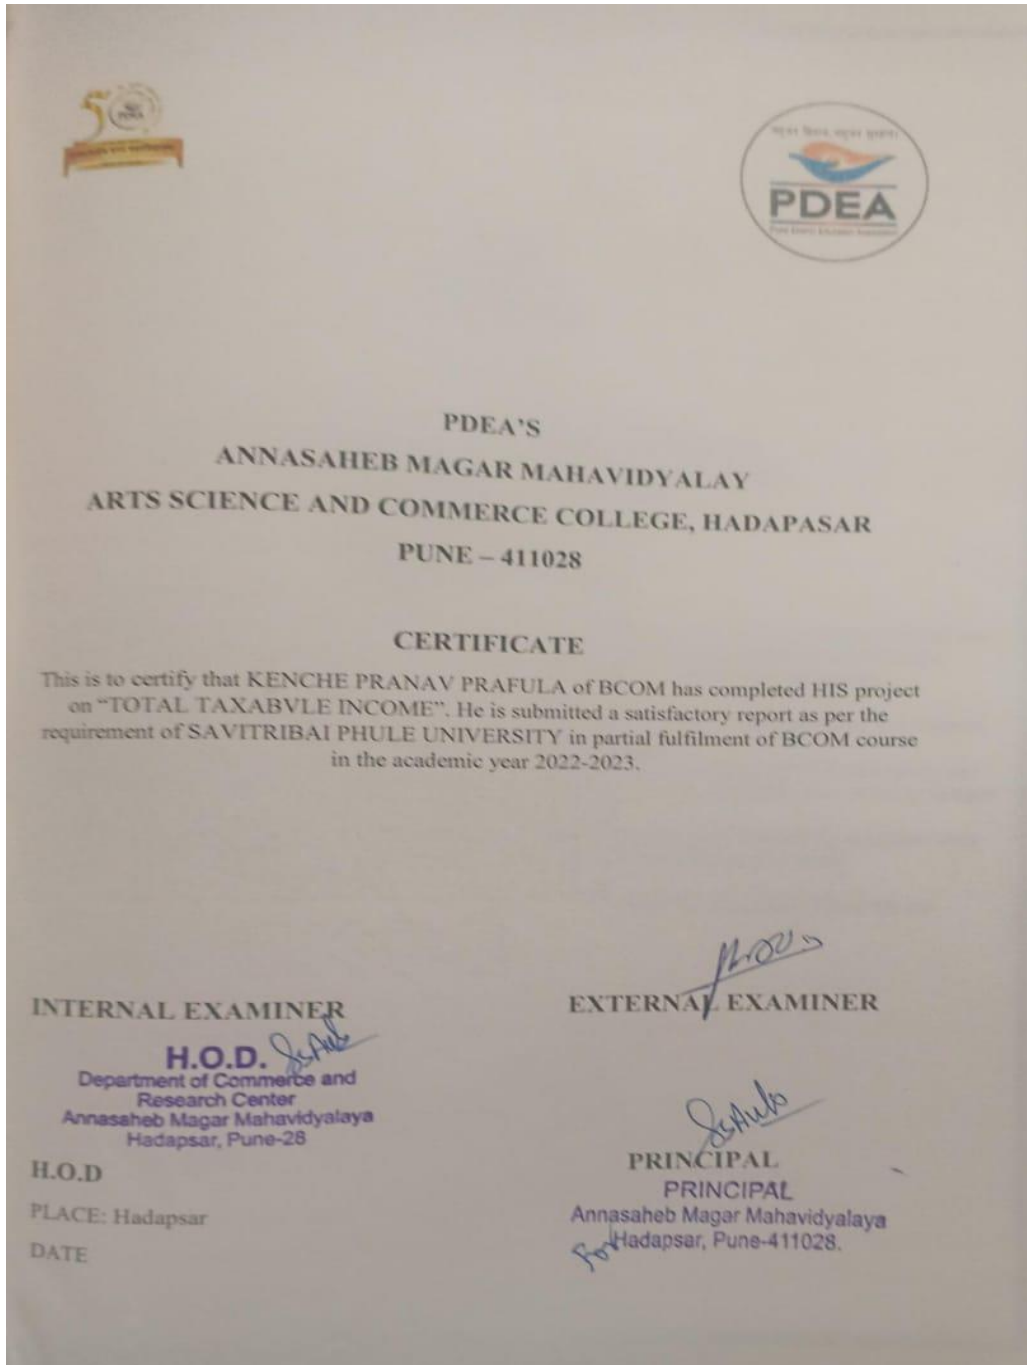 50
PDEA
PDEA
PDEA'S
ANNASAHEB MAGAR MAHAVIDYALAY
ARTS SCIENCE AND COMMERCE COLLEGE, HADAPASAR
PUNE – 411028
CERTIFICATE
This is to certify that KENCHE PRANAV PRAFULA of BCOM has completed HIS project
on “TOTAL TAXABVLE INCOME”. He is submitted a satisfactory report as per the
requirement of SAVITRIBAI PHULE UNIVERSITY in partial fulfilment of BCOM course
in the academic year 2022-2023.
INTERNAL EXAMINER
H.O.D.
Department of Commerce and
Research Center
Annasaheb Magar Mahavidyalaya
Hadapsar, Pune-28
H.O.D
PLACE: Hadapsar
DATE
EXTERNAL EXAMINER
PRINCIPAL
PRINCIPAL
Annasaheb Magar Mahavidyalaya
For Hadapsar, Pune-411028.